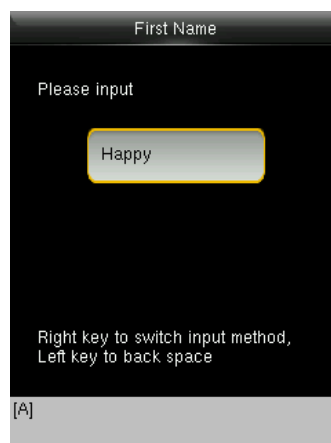 First Name
Please input
Happy
Right key to switch input method,
Left key to back space
[A]